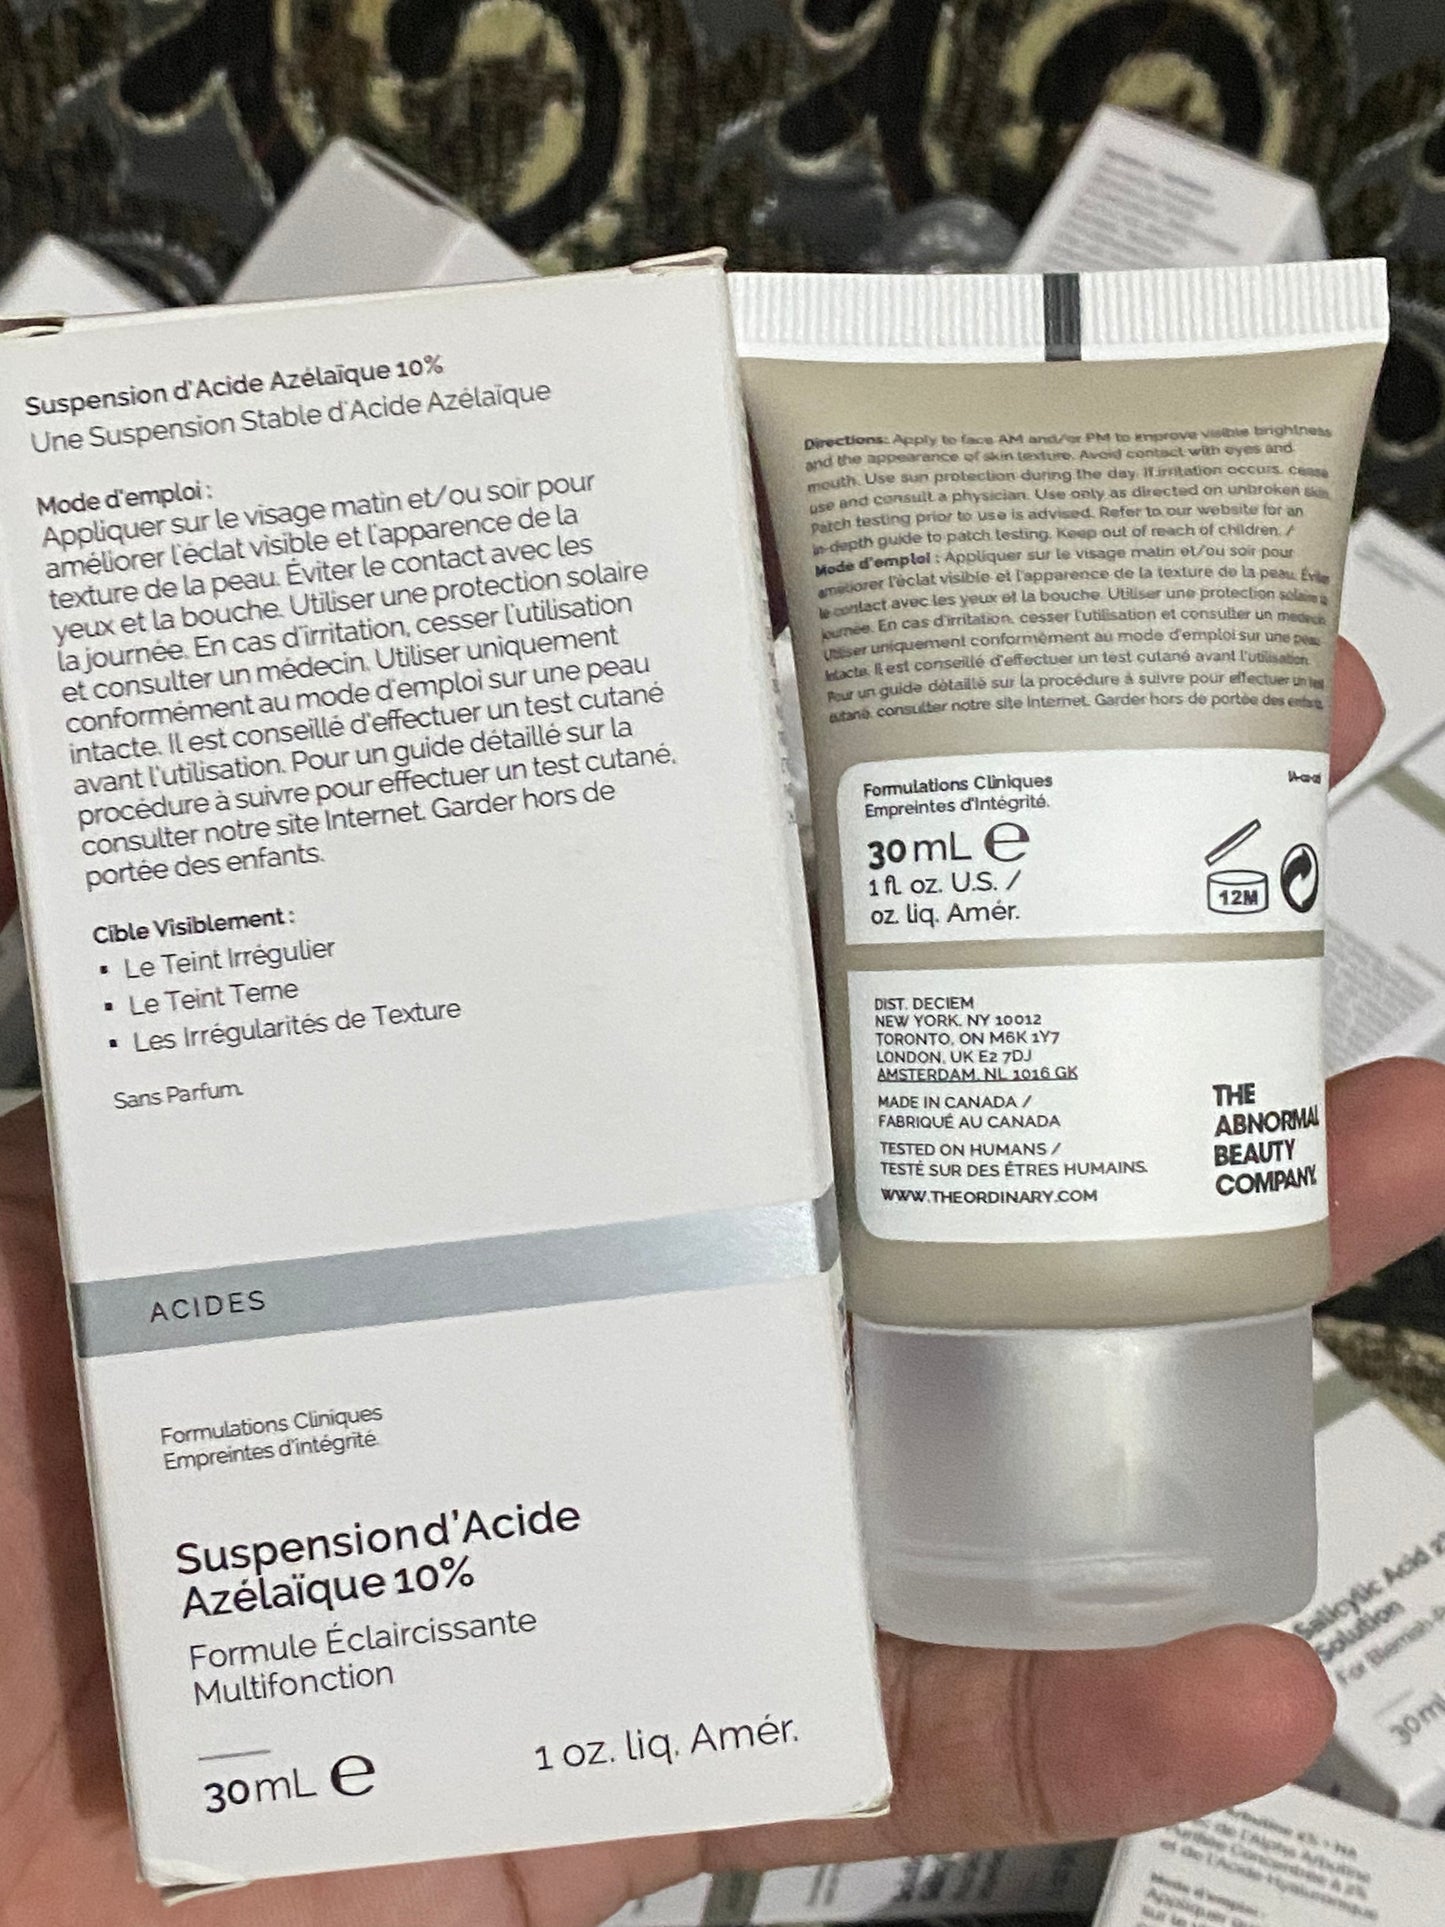 Suspension d'Acide Azélaïque 10%
Une Suspension Stable d'Acide Azélaïque
Mode d'emploi :
Appliquer sur le visage matin et/ou soir pour
améliorer l'éclat visible et l'apparence de la
texture de la peau. Éviter le contact avec les
yeux et la bouche. Utiliser une protection solaire
la journée. En cas d'irritation, cesser l'utilisation
et consulter un médecin. Utiliser uniquement
conformément au mode d'emploi sur une peau
intacte. Il est conseillé d'effectuer un test cutané
avant l'utilisation. Pour un guide détaillé sur la
procédure à suivre pour effectuer un test cutané,
consulter notre site Internet. Garder hors de
portée des enfants.
Cible Visiblement :
▪ Le Teint Irrégulier
▪ Le Teint Terne
▪ Les Irrégularités de Texture
Sans Parfum.
ACIDES
Formulations Cliniques
Empreintes d'intégrité.
Suspension d'Acide
Azélaïque 10%
Formule Éclaircissante
Multifonction
30 mL e
1 oz. liq. Amér.
Directions: Apply to face AM and/or PM to improve visible brightness
and the appearance of skin texture. Avoid contact with eyes and
mouth. Use sun protection during the day. If irritation occurs, cease
use and consult a physician. Use only as directed on unbroken skin.
Patch testing prior to use is advised. Refer to our website for an
in-depth guide to patch testing. Keep out of reach of children. /
Mode d'emploi : Appliquer sur le visage matin et/ou soir pour
améliorer l'éclat visible et l'apparence de la texture de la peau.
le contact avec les yeux et la bouche. Utiliser une protection solaire
journée. En cas d'irritation, cesser l'utilisation et consulter un médecin.
Utiliser uniquement conformément au mode d'emploi sur une peau
intacte. Il est conseillé d'effectuer un test cutané avant l'utilisation.
Pour un guide détaillé sur la procédure à suivre pour effectuer un test
cutané, consulter notre site Internet. Garder hors de portée des enfants.
Formulations Cliniques
Empreintes d'Intégrité.
30 mL e
1 fl. oz. U.S. /
oz. liq. Amér.
12M
DIST. DECIEM
NEW YORK, NY 10012
TORONTO, ON M6K 1Y7
LONDON, UK E2 7DJ
AMSTERDAM, NL 1016 GK
MADE IN CANADA /
FABRIQUÉ AU CANADA
TESTED ON HUMANS /
TESTÉ SUR DES ÊTRES HUMAINS.
WWW.THEORDINARY.COM
THE
ABNORMAL
BEAUTY
COMPANY.
Salicylic Acid
Solution
For
30 mL